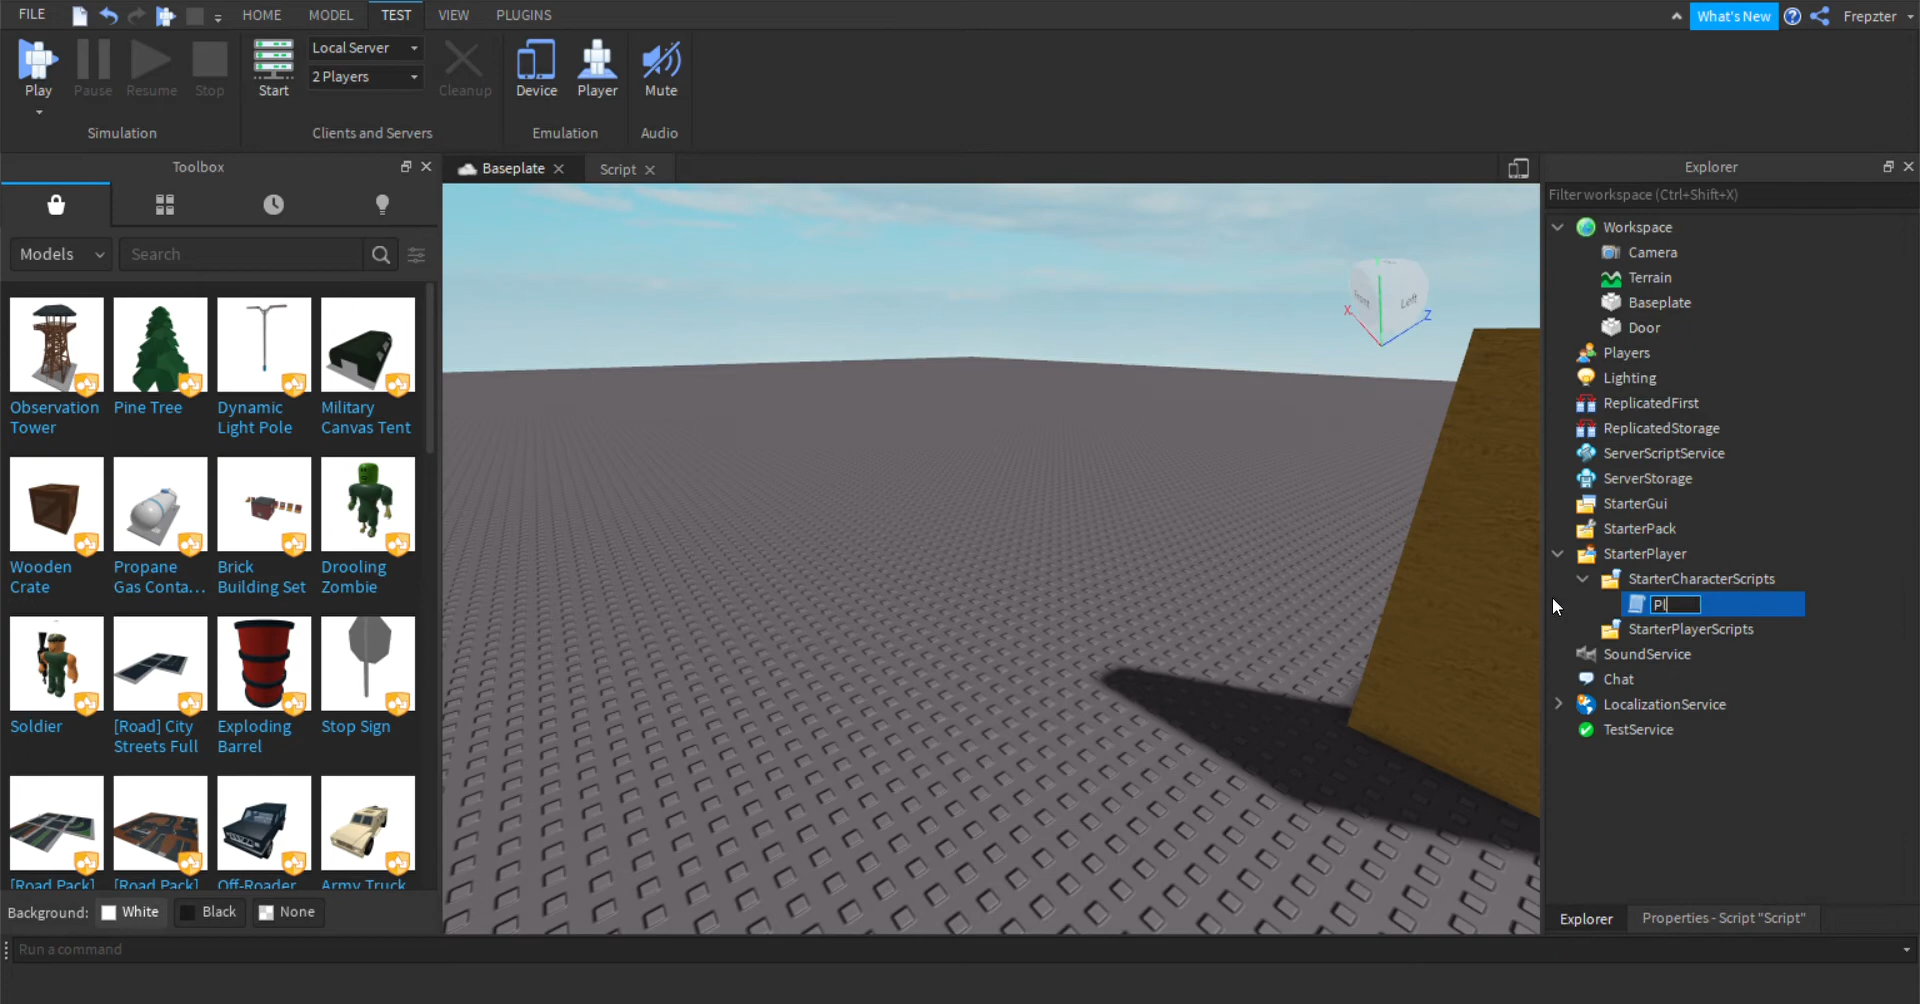 FILE
HOME
MODEL
TEST
VIEW
PLUGINS
What's New
Frepzter
Play
Pause
Resume
Stop
Simulation
Start
Local Server
2 Players
Cleanup
Clients and Servers
Device
Player
Emulation
Mute
Audio
Toolbox
Models
Search
Observation
Tower
Pine Tree
Dynamic
Light Pole
Military
Canvas Tent
Wooden
Crate
Propane
Gas Conta...
Brick
Building Set
Drooling
Zombie
Soldier
[Road] City
Streets Full
Exploding
Barrel
Stop Sign
[Road Pack]
[Road Pack]
Off-Roader
Army Truck
Background:
White
Black
None
Baseplate
Script
Front
Left
X
Z
Explorer
Filter workspace (Ctrl+Shift+X)
Workspace
Camera
Terrain
Baseplate
Door
Players
Lighting
ReplicatedFirst
ReplicatedStorage
ServerScriptService
ServerStorage
StarterGui
StarterPack
StarterPlayer
StarterCharacterScripts
Pl
StarterPlayerScripts
SoundService
Chat
LocalizationService
TestService
Explorer
Properties - Script "Script"
Run a command